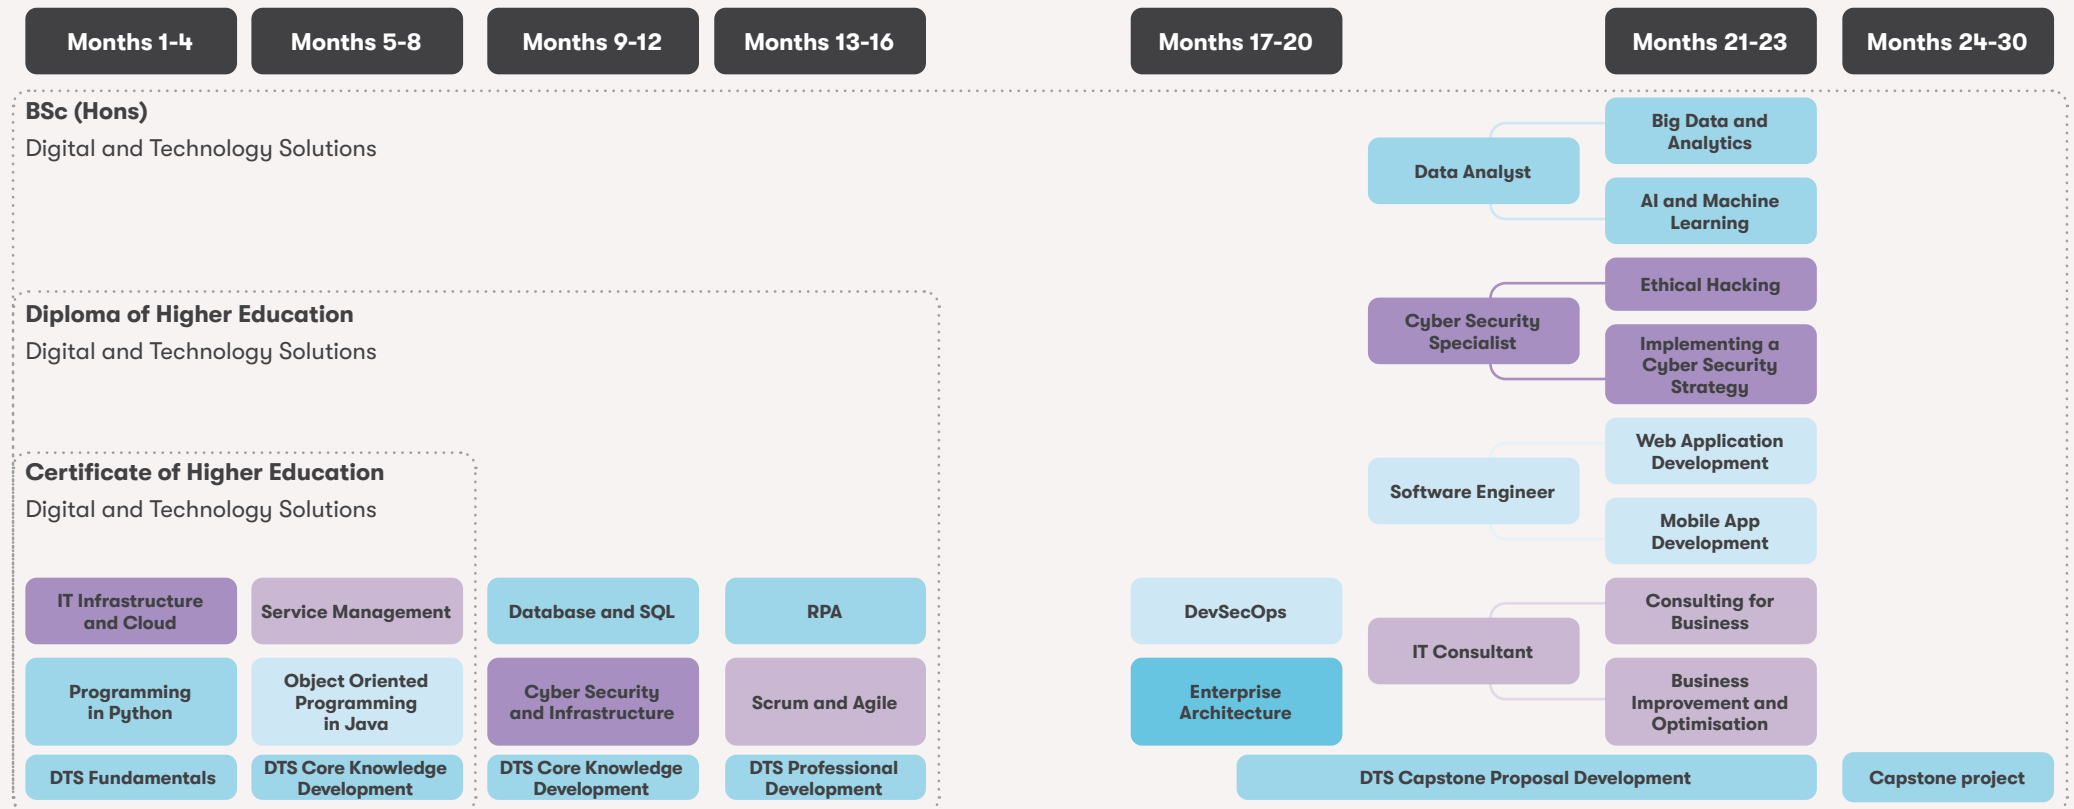 Months 1-4
Months 5-8
Months 9-12
Months 13-16
Months 17-20
Months 21-23
Months 24-30
BSc (Hons)
Digital and Technology Solutions
Diploma of Higher Education
Digital and Technology Solutions
Certificate of Higher Education
Digital and Technology Solutions
IT Infrastructure
and Cloud
Programming
in Python
DTS Fundamentals
Service Management
Object Oriented
Programming
in Java
DTS Core Knowledge
Development
Database and SQL
Cyber Security
and Infrastructure
DTS Core Knowledge
Development
RPA
Scrum and Agile
DTS Professional
Development
DevSecOps
Enterprise
Architecture
Data Analyst
Big Data and
Analytics
AI and Machine
Learning
Cyber Security
Specialist
Ethical Hacking
Implementing a
Cyber Security
Strategy
Software Engineer
Web Application
Development
Mobile App
Development
IT Consultant
Consulting for
Business
Business
Improvement and
Optimisation
DTS Capstone Proposal Development
Capstone project